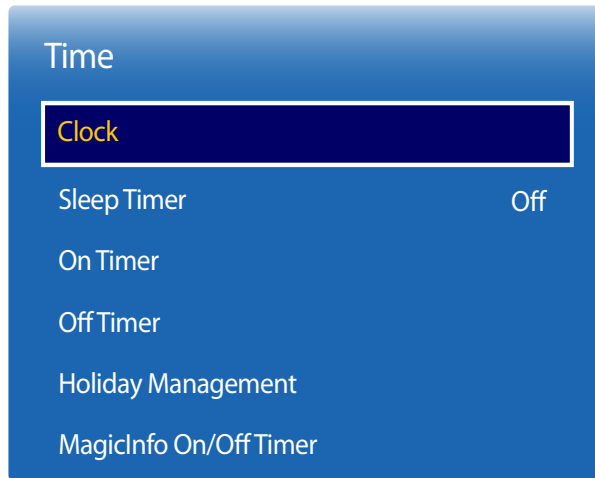 Time
Clock
Sleep Timer Off
On Timer
Off Timer
Holiday Management
MagicInfo On/Off Timer